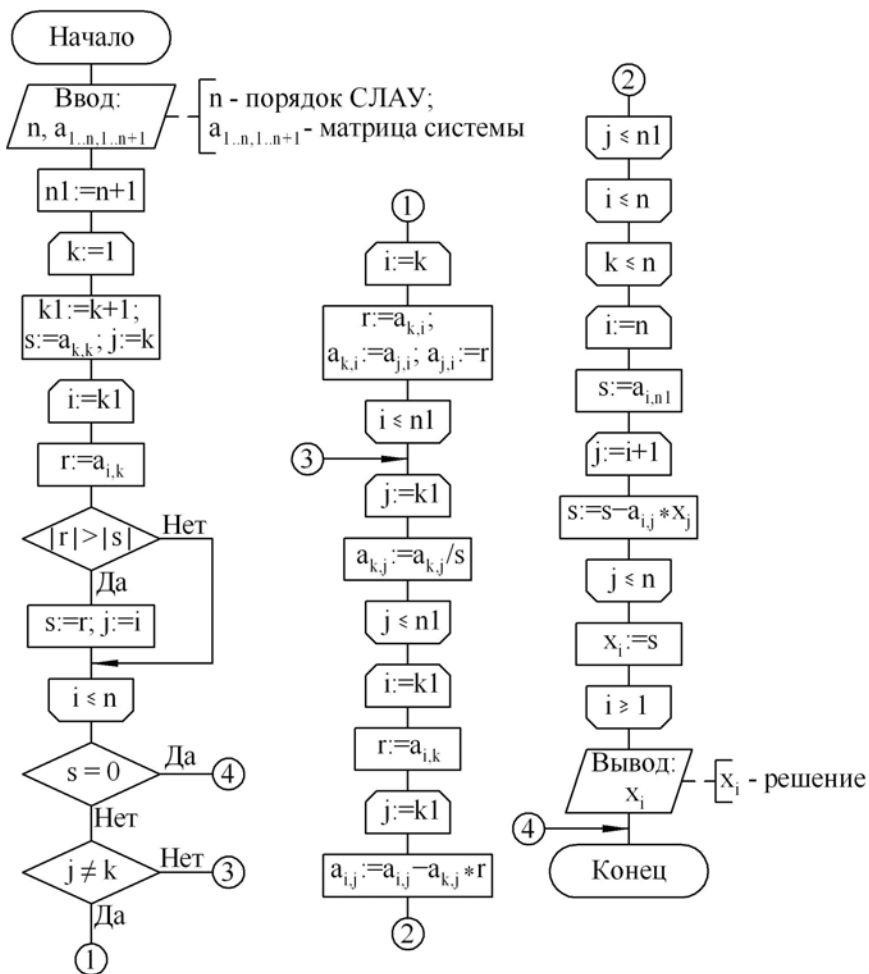 Начало
Ввод:
n, a1..n,1..n+1
n - порядок СЛАУ;
a1..n,1..n+1- матрица системы
n1:=n+1
k:=1
k1:=k+1;
s:=ak,k; j:=k
i:=k1
r:=ai,k
|r|>|s|
Нет
Да
s:=r; j:=i
i ≤ n
s = 0
Да
4
Нет
j ≠ k
Нет
3
Да
1
1
i:=k
r:=ak,i;
ak,i:=aj,i; aj,i:=r
i ≤ n1
3
j:=k1
ak,j:=ak,j/s
j ≤ n1
i:=k1
r:=ai,k
j:=k1
ai,j:=ai,j−ak,j*r
2
2
j ≤ n1
i ≤ n
k ≤ n
i:=n
s:=ai,n1
j:=i+1
s:=s−ai,j*xj
j ≤ n
xi:=s
i ≥ 1
Вывод:
xi
xi - решение
4
Конец